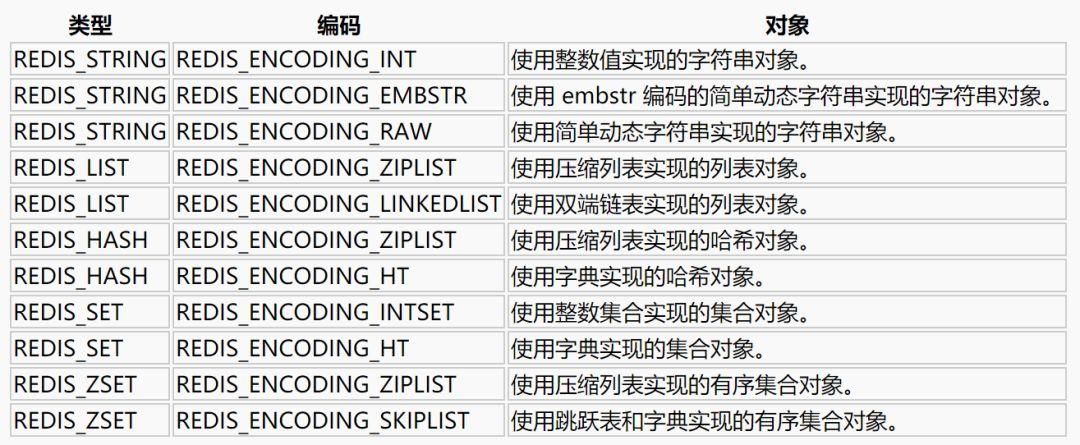 类型 编码 对象
REDIS_STRING REDIS_ENCODING_INT 使用整数值实现的字符串对象。
REDIS_STRING REDIS_ENCODING_EMBSTR 使用 embstr 编码的简单动态字符串实现的字符串对象。
REDIS_STRING REDIS_ENCODING_RAW 使用简单动态字符串实现的字符串对象。
REDIS_LIST REDIS_ENCODING_ZIPLIST 使用压缩列表实现的列表对象。
REDIS_LIST REDIS_ENCODING_LINKEDLIST 使用双端链表实现的列表对象。
REDIS_HASH REDIS_ENCODING_ZIPLIST 使用压缩列表实现的哈希对象。
REDIS_HASH REDIS_ENCODING_HT 使用字典实现的哈希对象。
REDIS_SET REDIS_ENCODING_INTSET 使用整数集合实现的集合对象。
REDIS_SET REDIS_ENCODING_HT 使用字典实现的集合对象。
REDIS_ZSET REDIS_ENCODING_ZIPLIST 使用压缩列表实现的有序集合对象。
REDIS_ZSET REDIS_ENCODING_SKIPLIST 使用跳跃表和字典实现的有序集合对象。